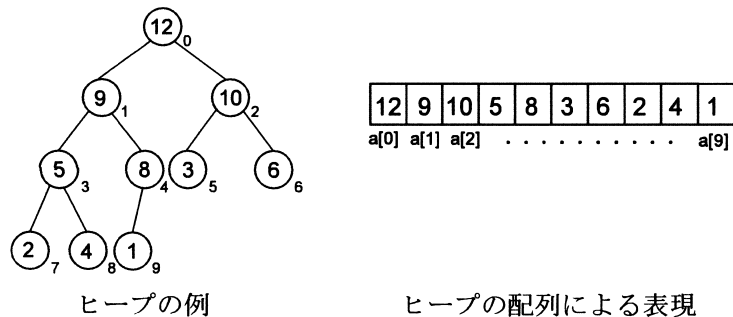 12 0
9 1
10 2
5 3
8 4
3 5
6 6
2 7
4 8
1 9
ヒープの例
12 9 10 5 8 3 6 2 4 1
a[0] a[1] a[2] . . . . . . . . . . a[9]
ヒープの配列による表現